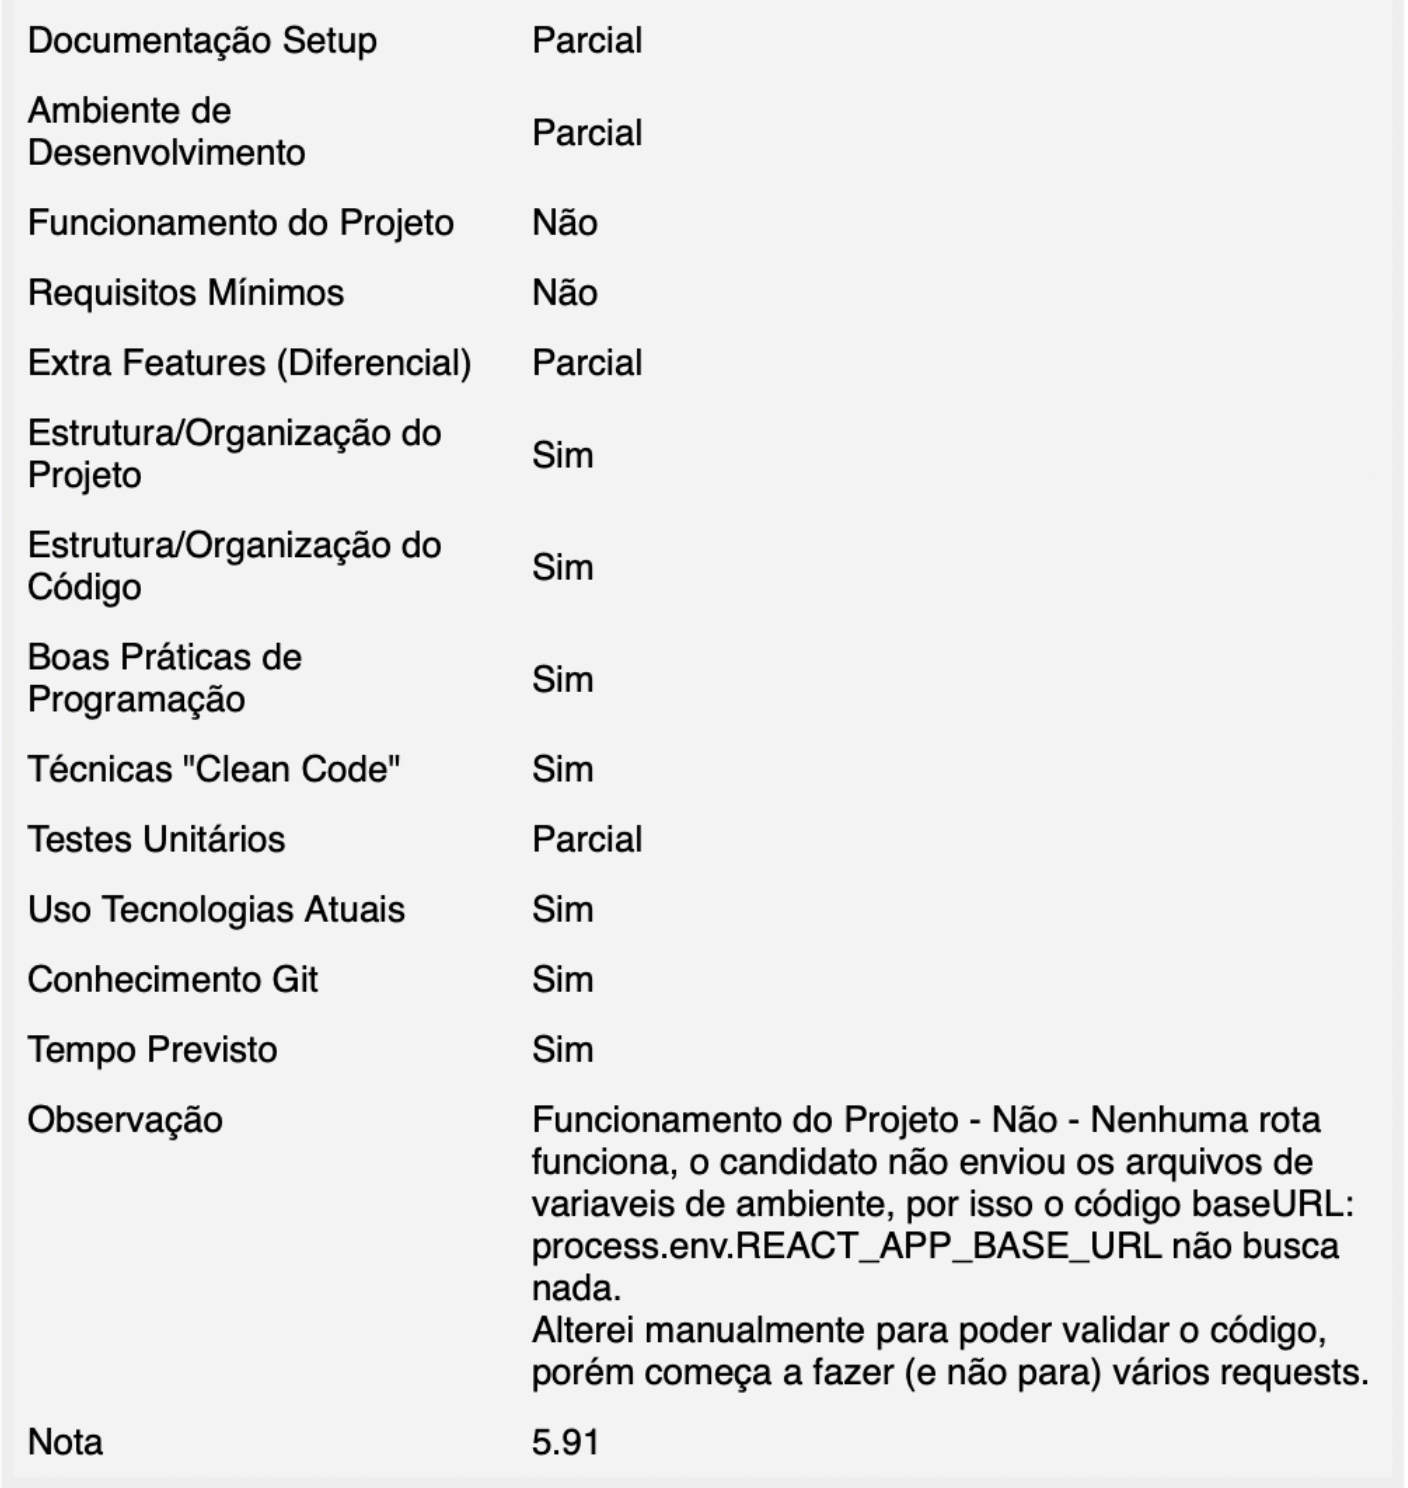 Documentação Setup Parcial
Ambiente de
Desenvolvimento
Parcial
Funcionamento do Projeto Não
Requisitos Mínimos Não
Extra Features (Diferencial) Parcial
Estrutura/Organização do
Projeto
Sim
Estrutura/Organização do
Código
Sim
Boas Práticas de
Programação
Sim
Técnicas "Clean Code" Sim
Testes Unitários Parcial
Uso Tecnologias Atuais Sim
Conhecimento Git Sim
Tempo Previsto Sim
Observação Funcionamento do Projeto - Não - Nenhuma rota
funciona, o candidato não enviou os arquivos de
variaveis de ambiente, por isso o código baseURL:
process.env.REACT_APP_BASE_URL não busca
nada.
Alterei manualmente para poder validar o código,
porém começa a fazer (e não para) vários requests.
Nota 5.91